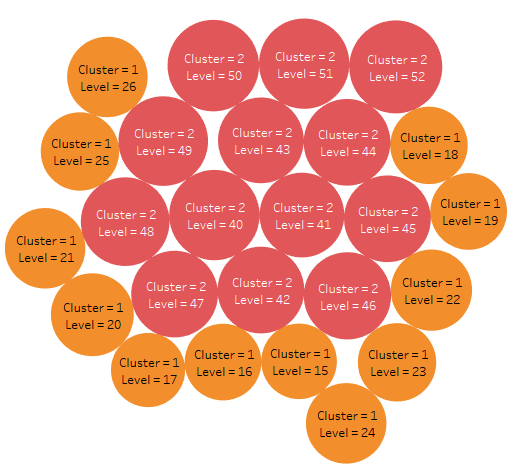 Cluster = 2
Level = 50
Cluster = 2
Level = 51
Cluster = 2
Level = 52
Cluster = 1
Level = 26
Cluster = 2
Level = 49
Cluster = 2
Level = 43
Cluster = 2
Level = 44
Cluster = 1
Level = 18
Cluster = 1
Level = 25
Cluster = 2
Level = 48
Cluster = 2
Level = 40
Cluster = 2
Level = 41
Cluster = 2
Level = 45
Cluster = 1
Level = 19
Cluster = 1
Level = 21
Cluster = 2
Level = 47
Cluster = 2
Level = 42
Cluster = 2
Level = 46
Cluster = 1
Level = 22
Cluster = 1
Level = 20
Cluster = 1
Level = 17
Cluster = 1
Level = 16
Cluster = 1
Level = 15
Cluster = 1
Level = 23
Cluster = 1
Level = 24